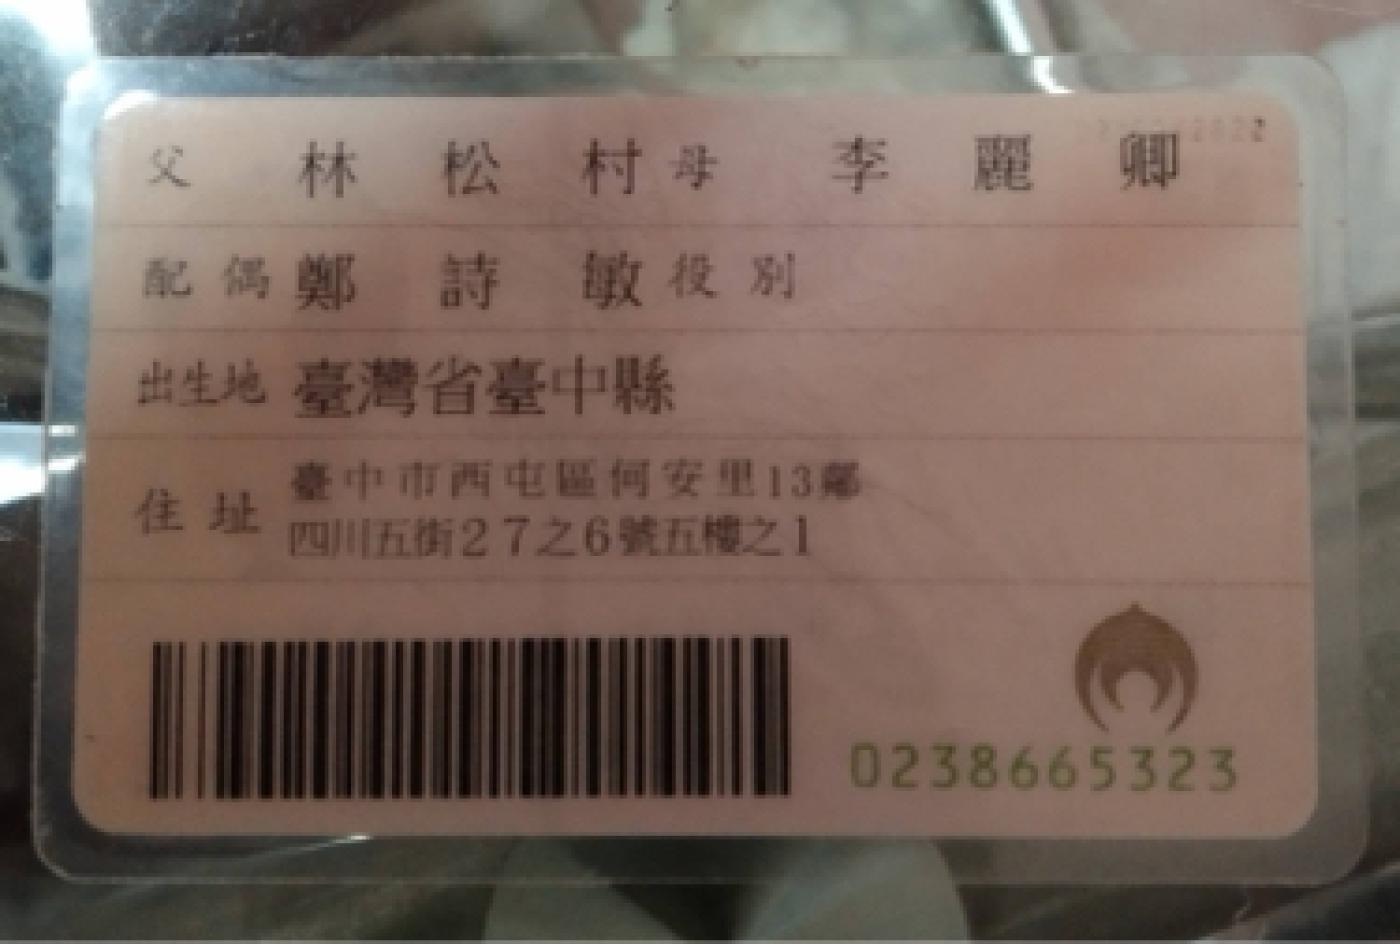 父 林松村 母 李麗卿
配偶 鄭詩敏 役別
出生地 臺灣省臺中縣
住址 臺中市西屯區何安里13鄰
四川五街27之6號五樓之1
0238665323